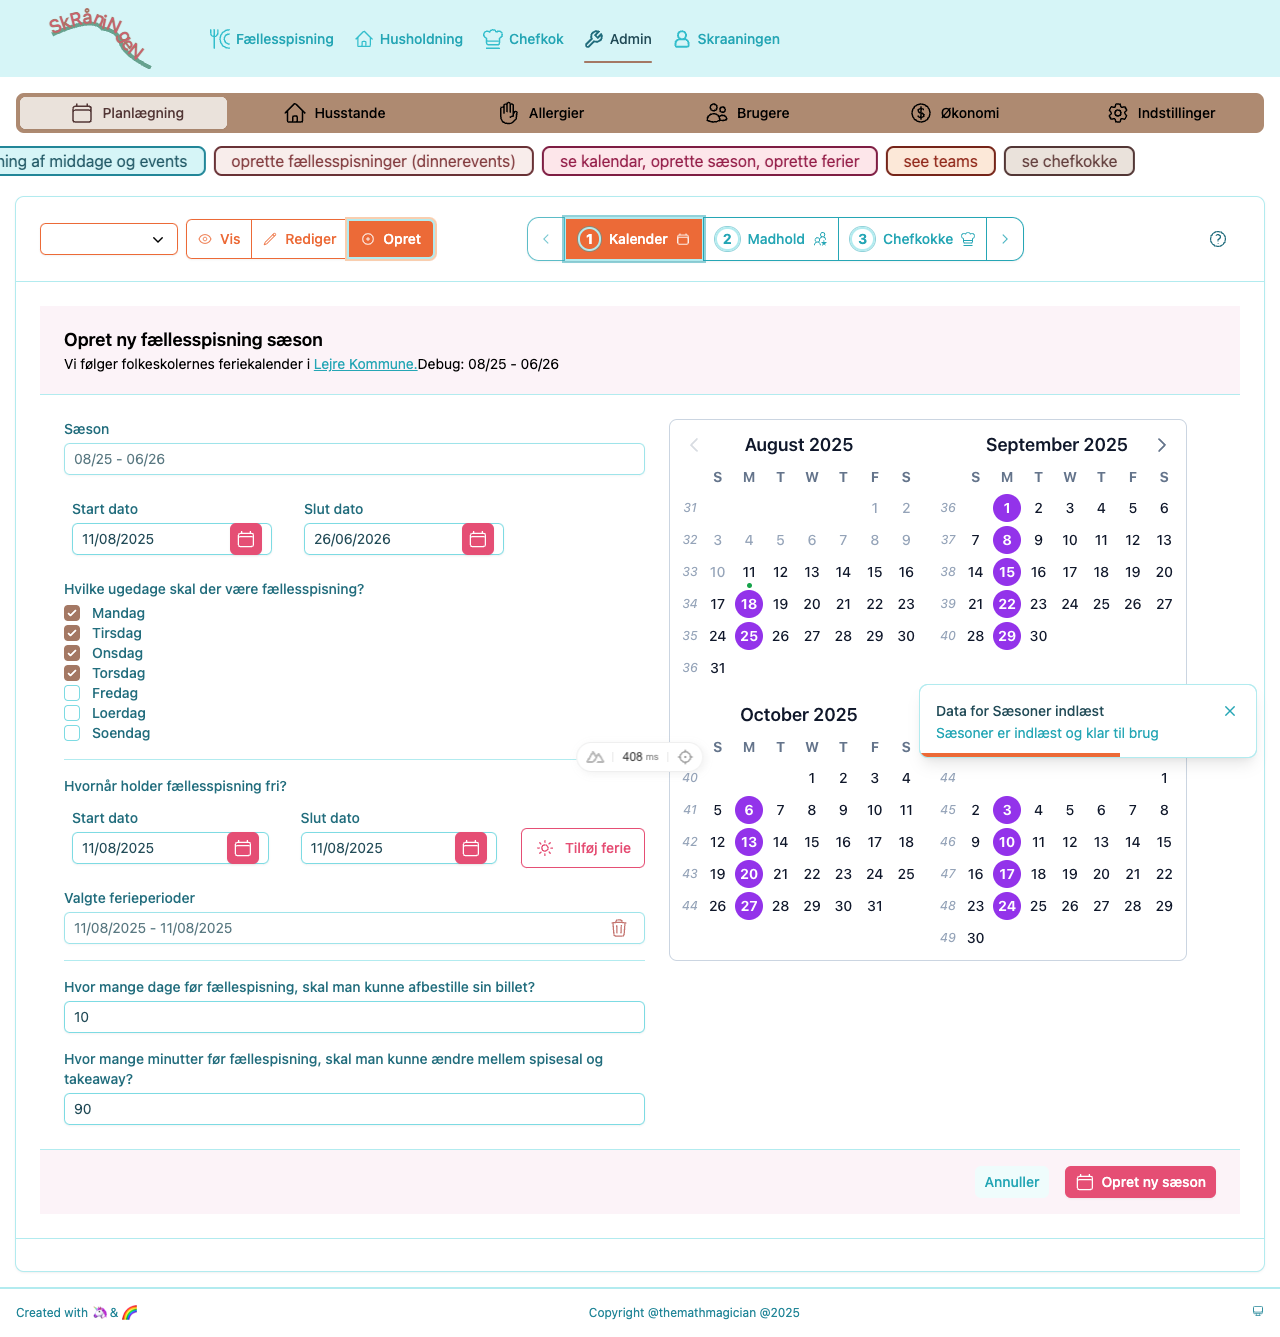 SkRåniNgeN
Fællesspisning
Husholdning
Chefkok
Admin
Skraaningen
Planlægning
Husstande
Allergier
Brugere
Økonomi
Indstillinger
ning af middage og events
oprette fællesspisninger (dinnerevents)
se kalendar, oprette sæson, oprette ferier
see teams
se chefkokke
Vis
Rediger
Opret
1 Kalender
2 Madhold
3 Chefkokke
Opret ny fællesspisning sæson
Vi følger folkeskolernes feriekalender i Lejre Kommune.Debug: 08/25 - 06/26
Sæson
08/25 - 06/26
Start dato
Slut dato
11/08/2025
26/06/2026
Hvilke ugedage skal der være fællesspisning?
Mandag
Tirsdag
Onsdag
Torsdag
Fredag
Loerdag
Soendag
Hvornår holder fællesspisning fri?
Start dato
Slut dato
11/08/2025
11/08/2025
Tilføj ferie
Valgte ferieperioder
11/08/2025 - 11/08/2025
Hvor mange dage før fællespisning, skal man kunne afbestille sin billet?
10
Hvor mange minutter før fællespisning, skal man kunne ændre mellem spisesal og
takeaway?
90
August 2025
S M T W T F S
31 1 2
32 3 4 5 6 7 8 9
33 10 11 12 13 14 15 16
34 17 18 19 20 21 22 23
35 24 25 26 27 28 29 30
36 31
September 2025
S M T W T F S
36 1 2 3 4 5 6
37 7 8 9 10 11 12 13
38 14 15 16 17 18 19 20
39 21 22 23 24 25 26 27
40 28 29 30
October 2025
S M T W T F S
40 1 2 3 4
41 5 6 7 8 9 10 11
42 12 13 14 15 16 17 18
43 19 20 21 22 23 24 25
44 26 27 28 29 30 31
44 1
45 2 3 4 5 6 7 8
46 9 10 11 12 13 14 15
47 16 17 18 19 20 21 22
48 23 24 25 26 27 28 29
49 30
Data for Sæsoner indlæst
Sæsoner er indlæst og klar til brug
408 ms
Annuller
Opret ny sæson
Created with 🦄 & 🌈
Copyright @themathmagician @2025